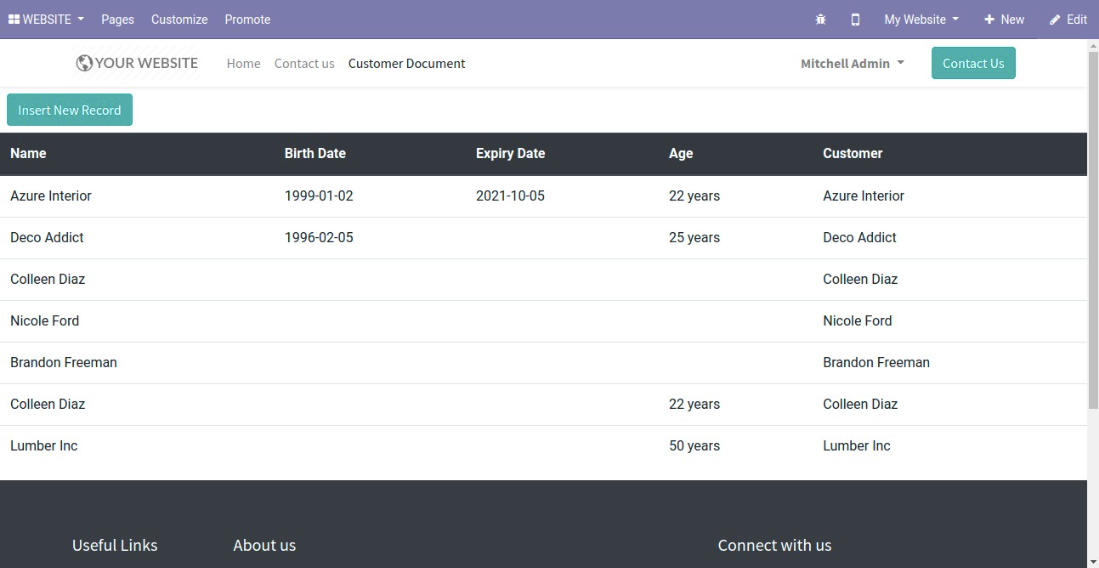 WEBSITE Pages Customize Promote My Website New Edit
YOUR WEBSITE Home Contact us Customer Document Mitchell Admin Contact Us
Insert New Record
Name Birth Date Expiry Date Age Customer
Azure Interior 1999-01-02 2021-10-05 22 years Azure Interior
Deco Addict 1996-02-05 25 years Deco Addict
Colleen Diaz Colleen Diaz
Nicole Ford Nicole Ford
Brandon Freeman Brandon Freeman
Colleen Diaz 22 years Colleen Diaz
Lumber Inc 50 years Lumber Inc
Useful Links About us Connect with us